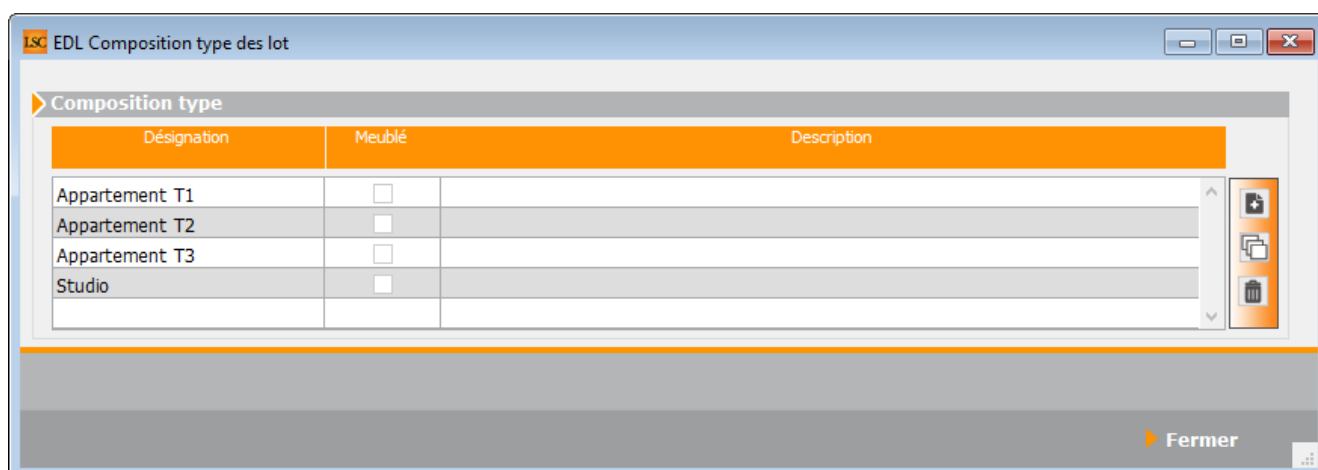 LSC EDL Composition type des lot
Composition type
Désignation Meublé Description
Appartement T1
Appartement T2
Appartement T3
Studio
Fermer